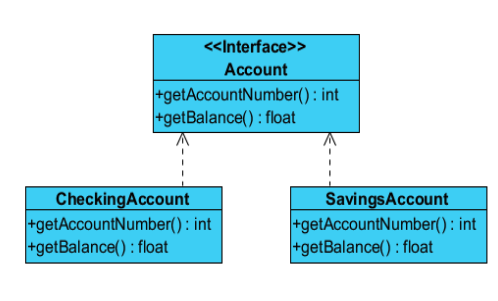 <<Interface>>
Account
+getAccountNumber() : int
+getBalance() : float
CheckingAccount
+getAccountNumber() : int
+getBalance() : float
SavingsAccount
+getAccountNumber() : int
+getBalance() : float